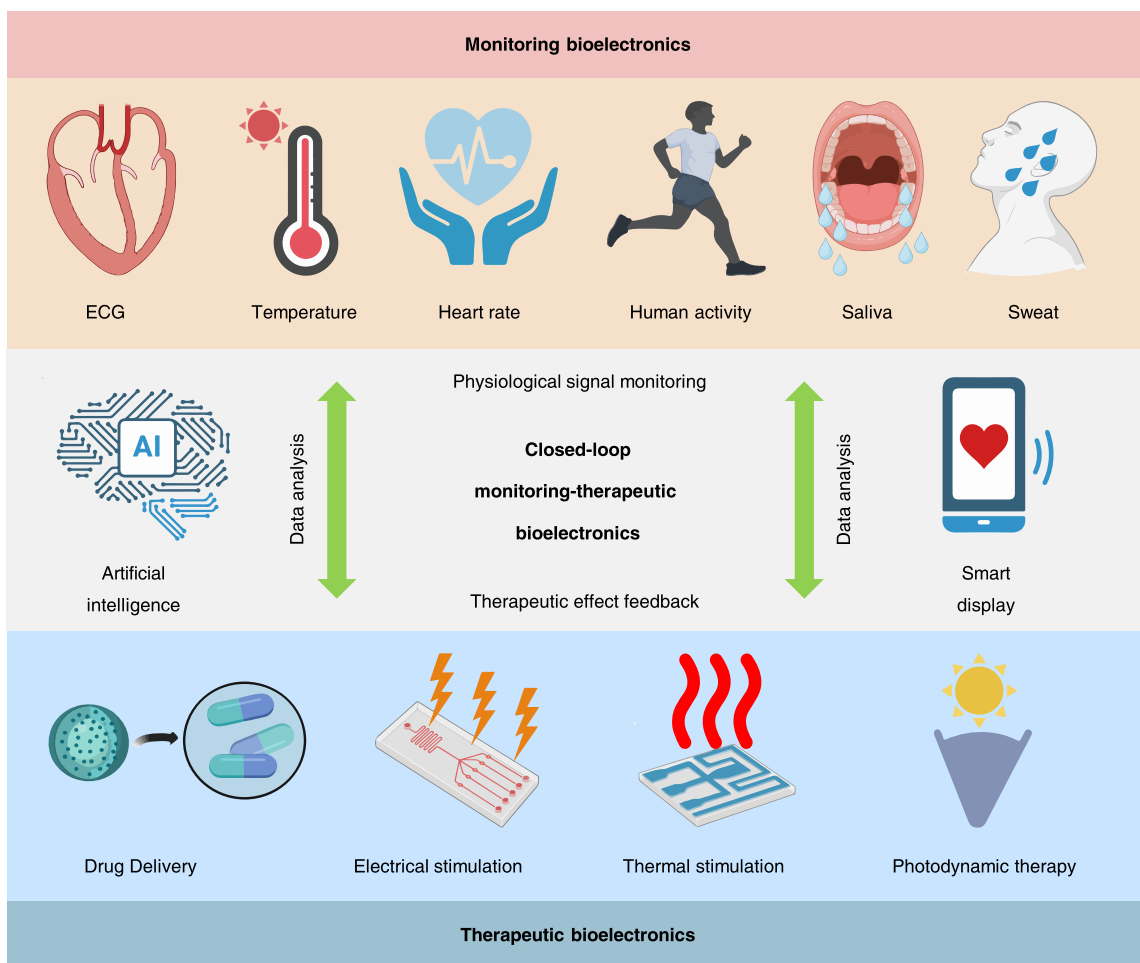 Monitoring bioelectronics
ECG
Temperature
Heart rate
Human activity
Saliva
Sweat
Physiological signal monitoring
AI
Data analysis
Closed-loop
monitoring-therapeutic
bioelectronics
Data analysis
Artificial
intelligence
Therapeutic effect feedback
Smart
display
Drug Delivery
Electrical stimulation
Thermal stimulation
Photodynamic therapy
Therapeutic bioelectronics